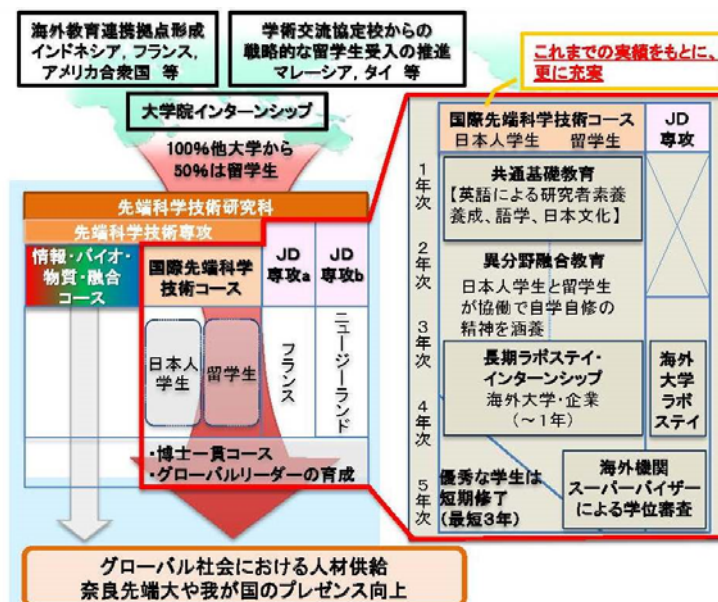 海外教育連携拠点形成
インドネシア, フランス,
アメリカ合衆国 等
学術交流協定校からの
戦略的な留学生受入の推進
マレーシア, タイ 等
大学院インターンシップ
100%他大学から
50%は留学生
先端科学技術研究科
先端科学技術専攻
情報・バイオ・
物質・融合
コース
国際先端科学
技術コース
JD
専攻a
JD
専攻b
日本人
学生
留学生
フランス
ニュージーランド
・博士一貫コース
・グローバルリーダーの育成
グローバル社会における人材供給
奈良先端大や我が国のプレゼンス向上
これまでの実績をもとに、
更に充実
国際先端科学技術コース
日本人学生 留学生
JD
専攻
1年次
共通基礎教育
【英語による研究者素養
養成、語学、日本文化】
2年次
異分野融合教育
日本人学生と留学生
が協働で自学自修の
精神を涵養
3年次
長期ラボステイ・
インターンシップ
海外大学・企業
(~1年)
海外
大学
ラボ
ステイ
4年次
5年次
優秀な学生は
短期修了
(最短3年)
海外機関
スーパーバイザー
による学位審査